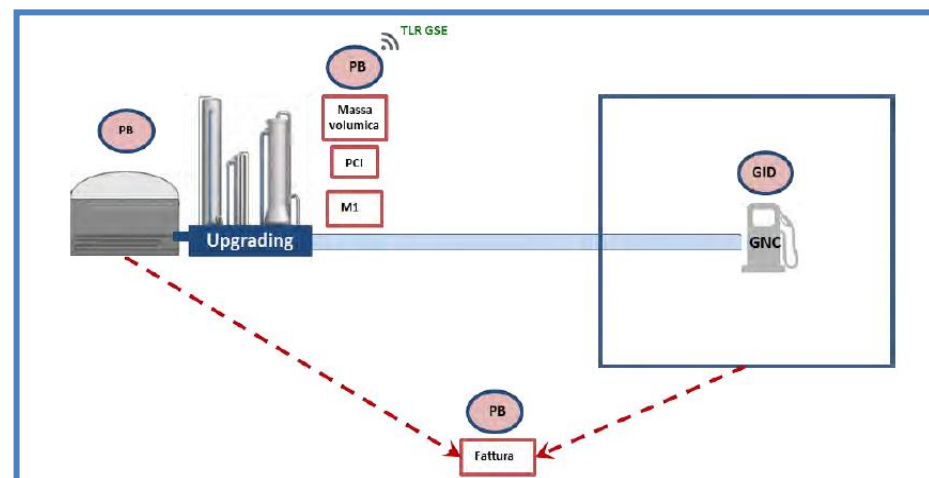 TLR GSE
PB
Massa
volumica
PB
PCI
GID
M1
Upgrading
GNC
PB
Fattura